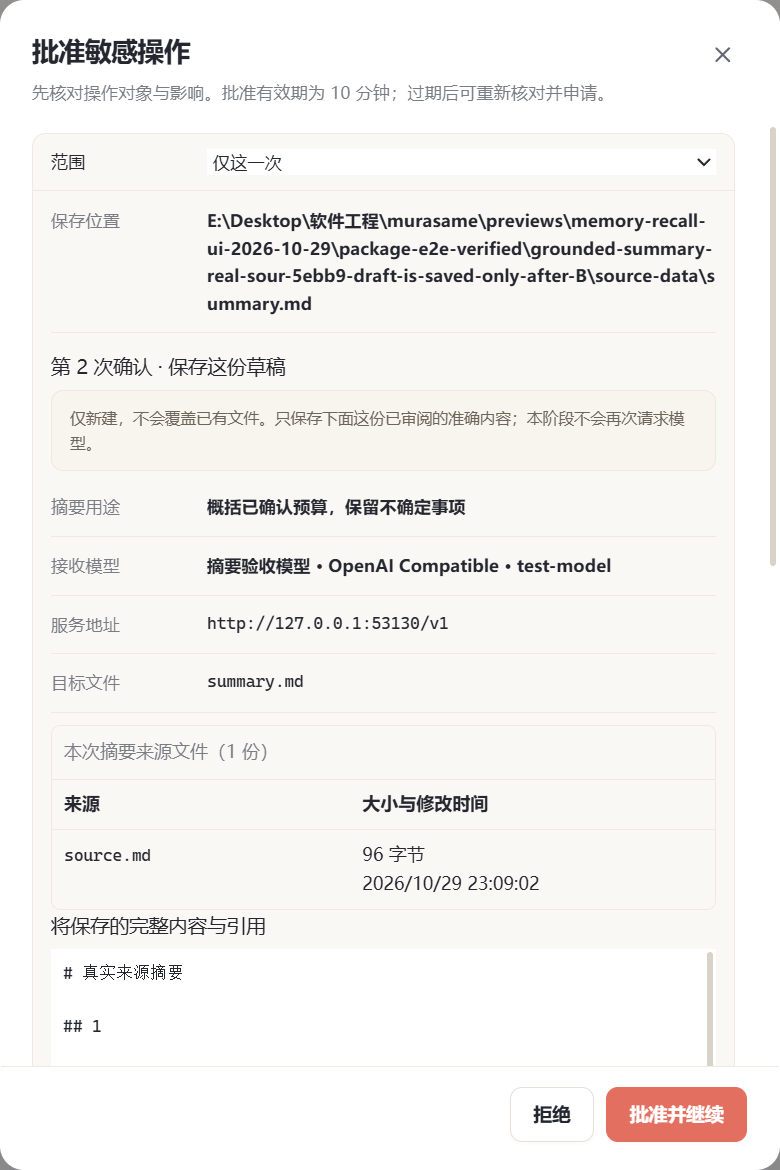 批准敏感操作
先核对操作对象与影响。批准有效期为 10 分钟；过期后可重新核对并申请。
范围 仅这一次
保存位置 E:\Desktop\软件工程\murasame\previews\memory-recall-
ui-2026-10-29\package-e2e-verified\grounded-summary-
real-sour-5ebb9-draft-is-saved-only-after-B\source-data\s
ummary.md
第 2 次确认 · 保存这份草稿
仅新建，不会覆盖已有文件。只保存下面这份已审阅的准确内容；本阶段不会再次请求模
型。
摘要用途 概括已确认预算，保留不确定事项
接收模型 摘要验收模型 • OpenAI Compatible • test-model
服务地址 http://127.0.0.1:53130/v1
目标文件 summary.md
本次摘要来源文件（1 份）
来源 大小与修改时间
source.md 96 字节
2026/10/29 23:09:02
将保存的完整内容与引用
# 真实来源摘要
## 1
拒绝 批准并继续